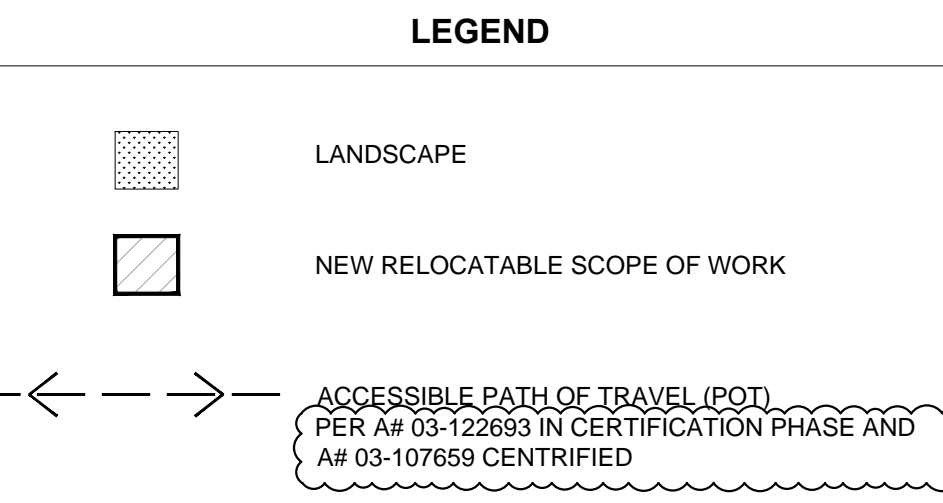 LEGEND
LANDSCAPE
NEW RELOCATABLE SCOPE OF WORK
ACCESSIBLE PATH OF TRAVEL (POT)
PER A# 03-122693 IN CERTIFICATION PHASE AND
A# 03-107659 CENTRIFIED